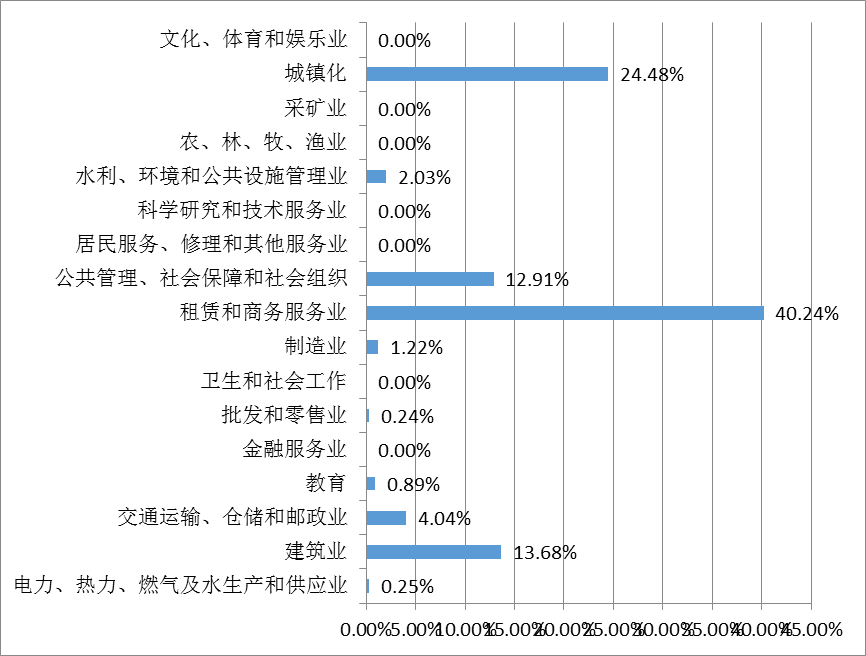 文化、体育和娱乐业 0.00%
城镇化 24.48%
采矿业 0.00%
农、林、牧、渔业 0.00%
水利、环境和公共设施管理业 2.03%
科学研究和技术服务业 0.00%
居民服务、修理和其他服务业 0.00%
公共管理、社会保障和社会组织 12.91%
租赁和商务服务业 40.24%
制造业 1.22%
卫生和社会工作 0.00%
批发和零售业 0.24%
金融服务业 0.00%
教育 0.89%
交通运输、仓储和邮政业 4.04%
建筑业 13.68%
电力、热力、燃气及水生产和供应业 0.25%
0.00% 5.00% 10.00% 15.00% 20.00% 25.00% 30.00% 35.00% 40.00% 45.00%